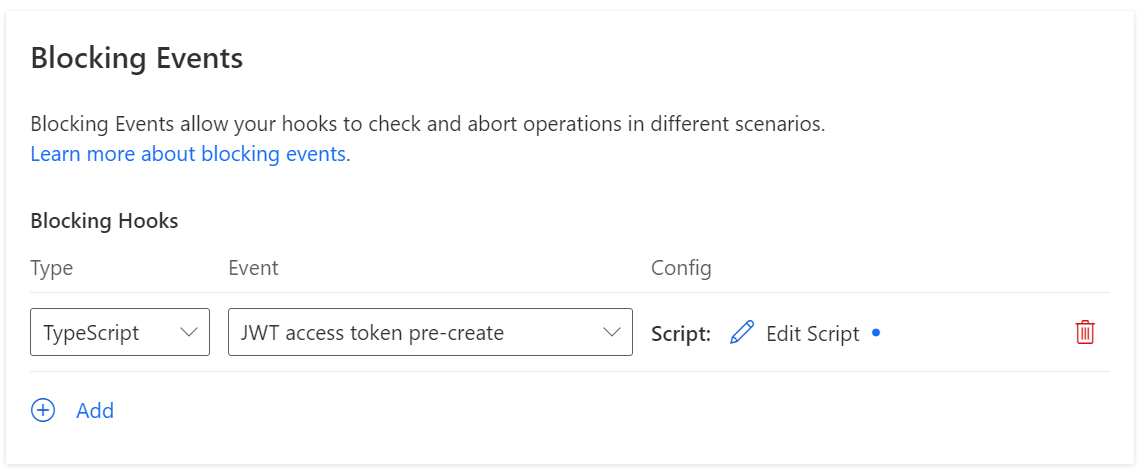 Blocking Events
Blocking Events allow your hooks to check and abort operations in different scenarios.
Learn more about blocking events.
Blocking Hooks
Type Event Config
TypeScript JWT access token pre-create Script: Edit Script
Add